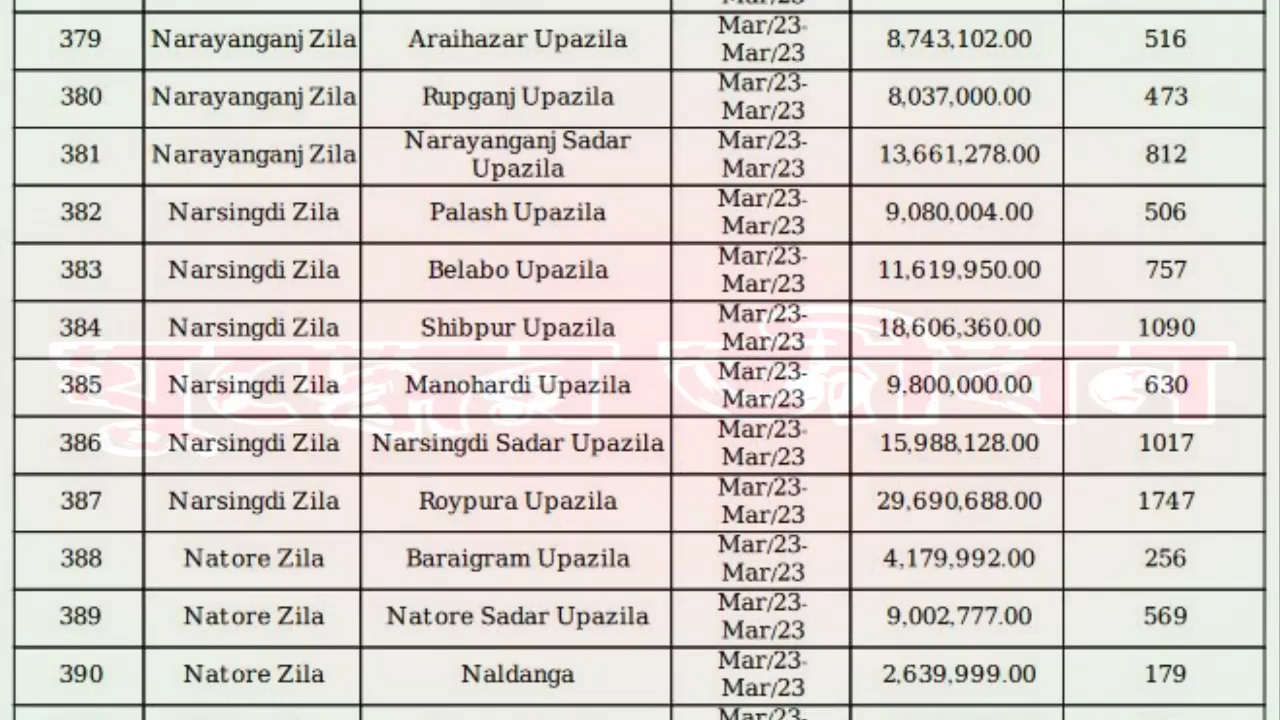 379 Narayanganj Zila Araihazar Upazila Mar/23-
Mar/23 8,743,102.00 516
380 Narayanganj Zila Rupganj Upazila Mar/23-
Mar/23 8,037,000.00 473
381 Narayanganj Zila Narayanganj Sadar
Upazila Mar/23-
Mar/23 13,661,278.00 812
382 Narsingdi Zila Palash Upazila Mar/23-
Mar/23 9,080,004.00 506
383 Narsingdi Zila Belabo Upazila Mar/23-
Mar/23 11,619,950.00 757
384 Narsingdi Zila Shibpur Upazila Mar/23-
Mar/23 18,606,360.00 1090
385 Narsingdi Zila Manohardi Upazila Mar/23-
Mar/23 9,800,000.00 630
386 Narsingdi Zila Narsingdi Sadar Upazila Mar/23-
Mar/23 15,988,128.00 1017
387 Narsingdi Zila Roypura Upazila Mar/23-
Mar/23 29,690,688.00 1747
388 Natore Zila Baraigram Upazila Mar/23-
Mar/23 4,179,992.00 256
389 Natore Zila Natore Sadar Upazila Mar/23-
Mar/23 9,002,777.00 569
390 Natore Zila Naldanga Mar/23-
Mar/23 2,639,999.00 179
Mar/23-